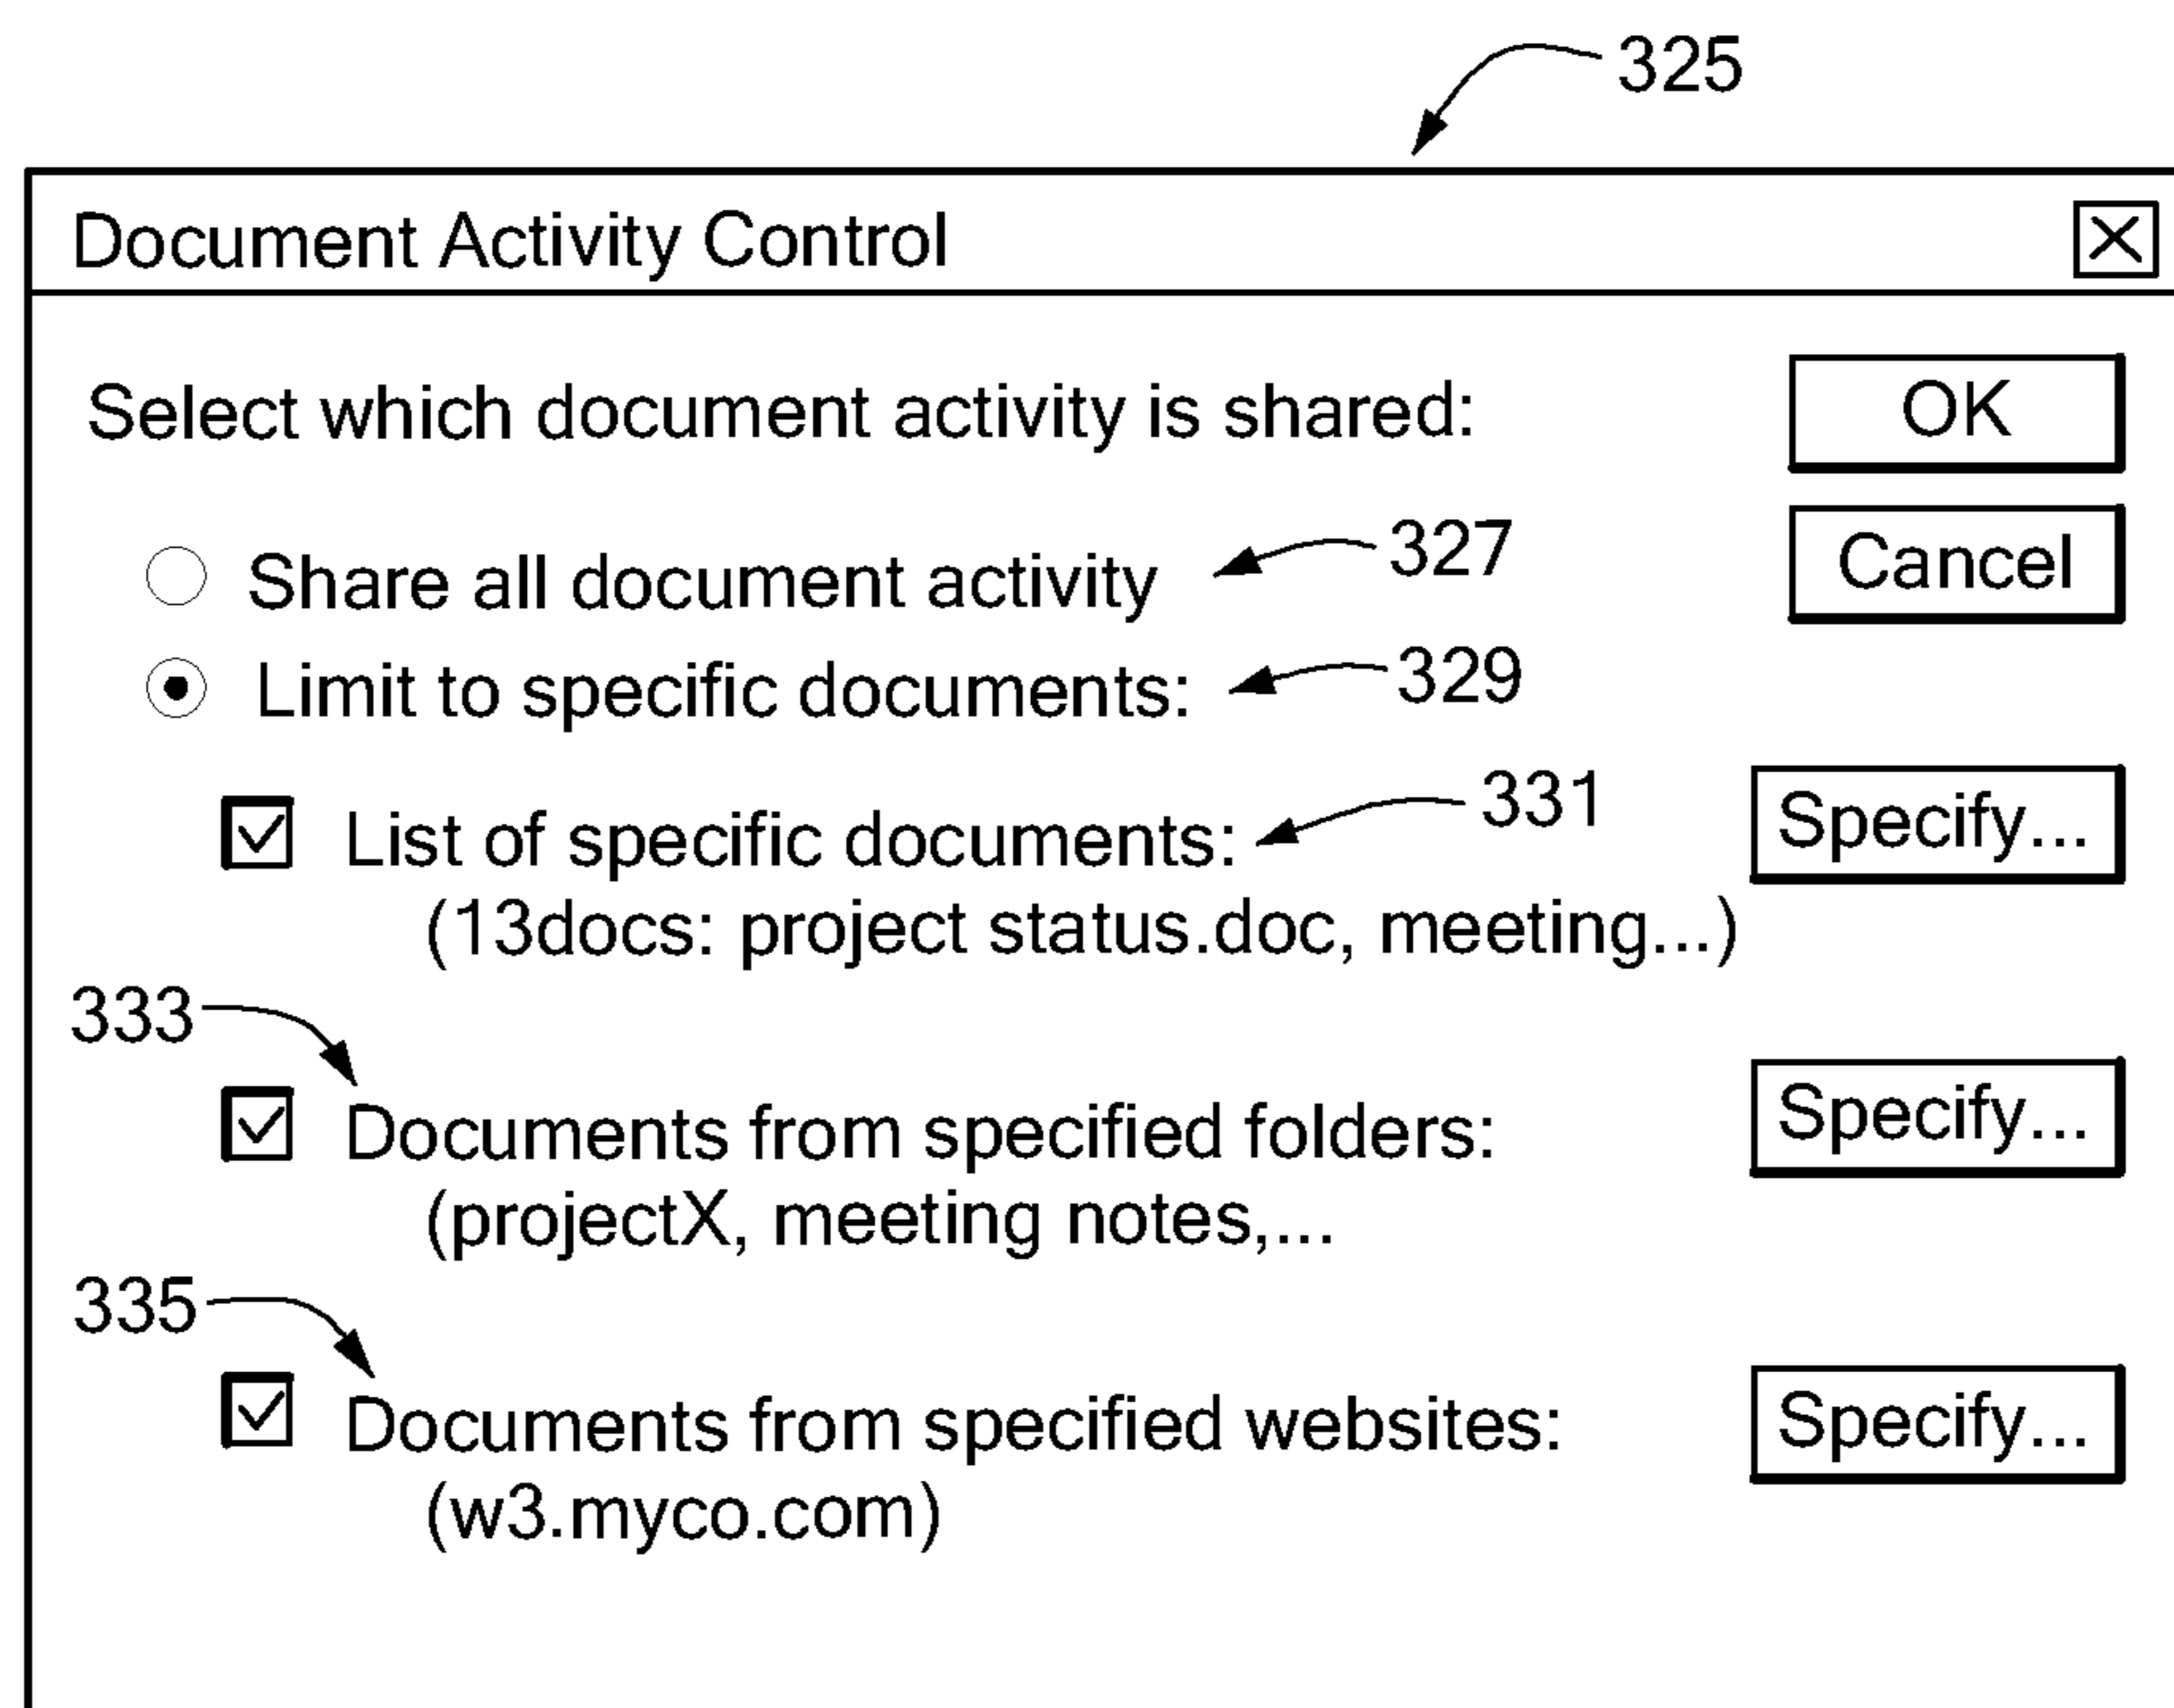 325
Document Activity Control
Select which document activity is shared:
OK
Share all document activity
327
Cancel
Limit to specific documents:
329
331
List of specific documents:
Specify...
(13docs: project status.doc, meeting...)
333
Documents from specified folders:
Specify...
(projectX, meeting notes,...
335
Documents from specified websites:
Specify...
(w3.myco.com)